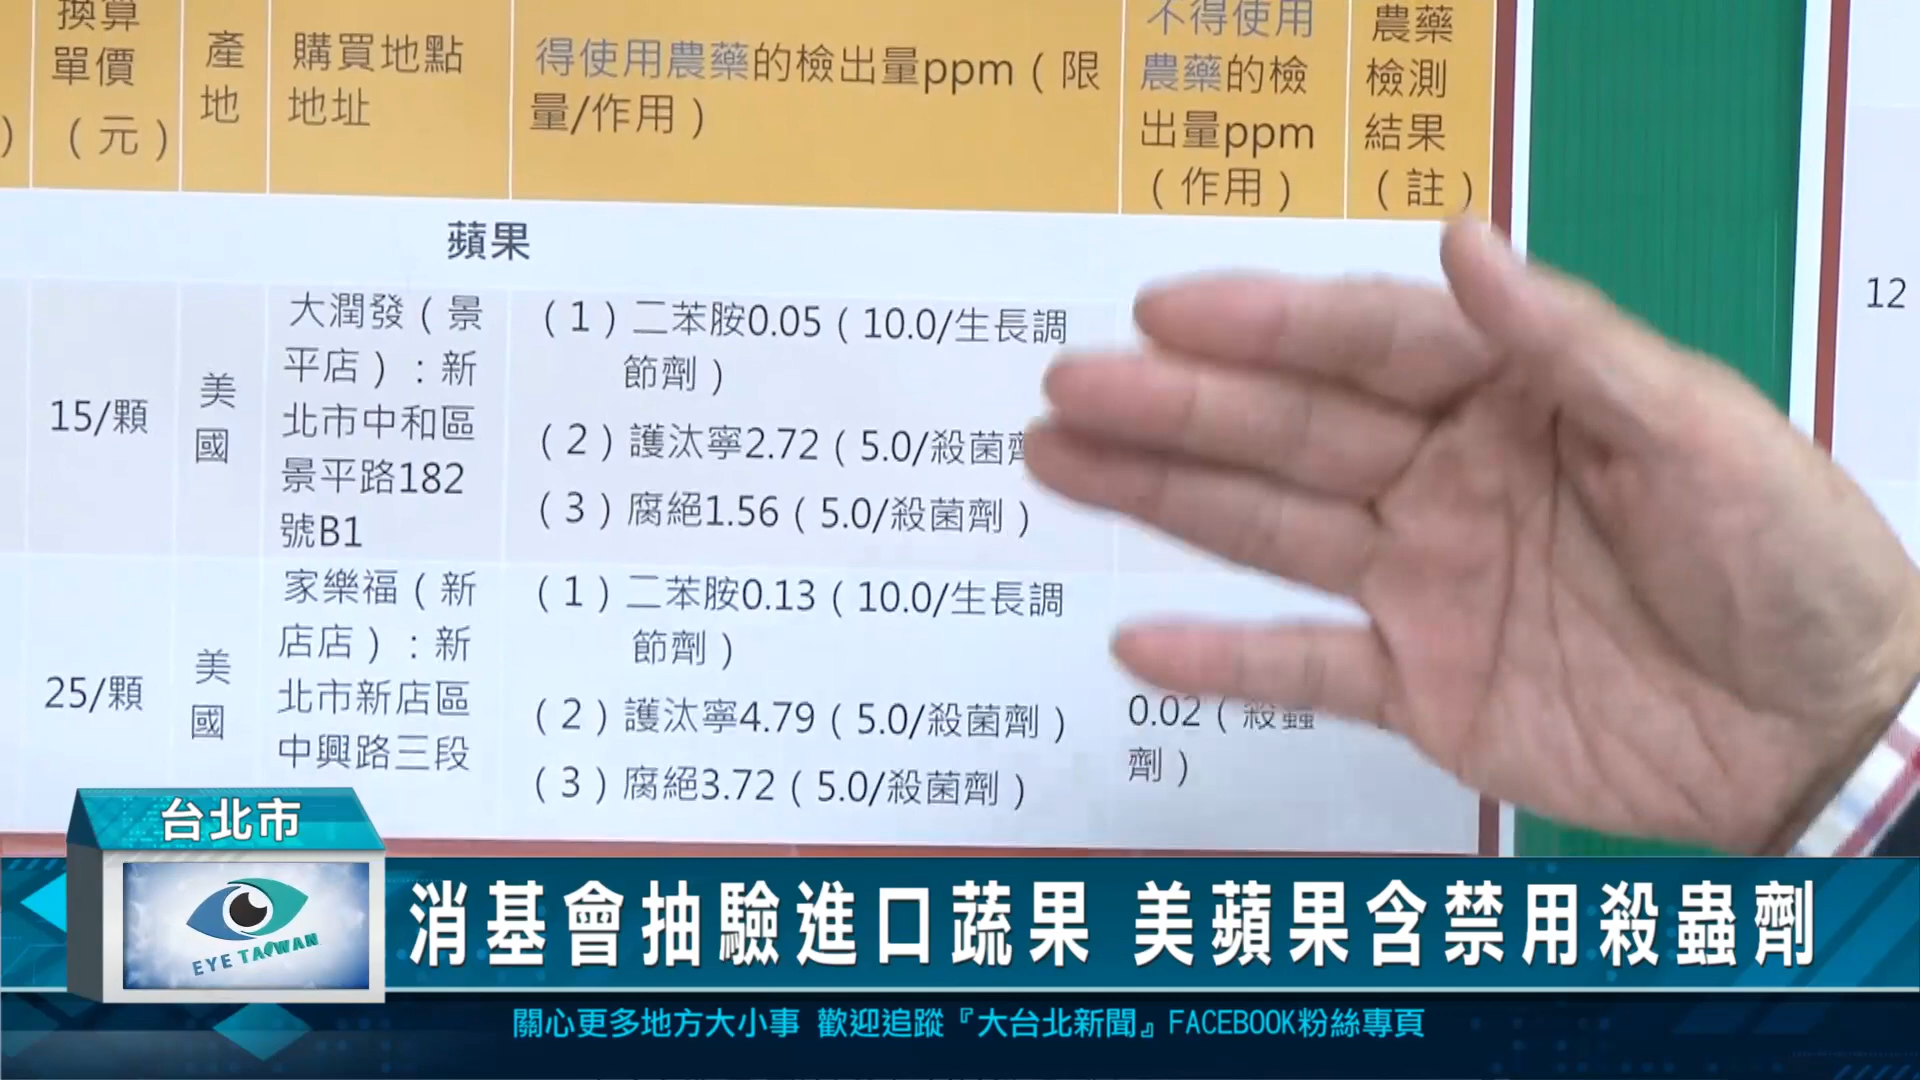 換算
單價
（元）
產
地
購買地點
地址
得使用農藥的檢出量ppm（限
量/作用）
不得使用
農藥的檢
出量ppm
（作用）
農藥
檢測
結果
（註）
）
蘋果
15/顆
美
國
大潤發（景
平店）：新
北市中和區
景平路182
號B1
（1）二苯胺0.05（10.0/生長調
節劑）
（2）護汰寧2.72（5.0/殺菌劑
（3）腐絕1.56（5.0/殺菌劑）
25/顆
美
國
家樂福（新
店店）：新
北市新店區
中興路三段
（1）二苯胺0.13（10.0/生長調
節劑）
（2）護汰寧4.79（5.0/殺菌劑）
（3）腐絕3.72（5.0/殺菌劑）
0.02（殺蟲
劑）
12
台北市
EYE TAIWAN
消基會抽驗進口蔬果 美蘋果含禁用殺蟲劑
關心更多地方大小事 歡迎追蹤『大台北新聞』FACEBOOK粉絲專頁